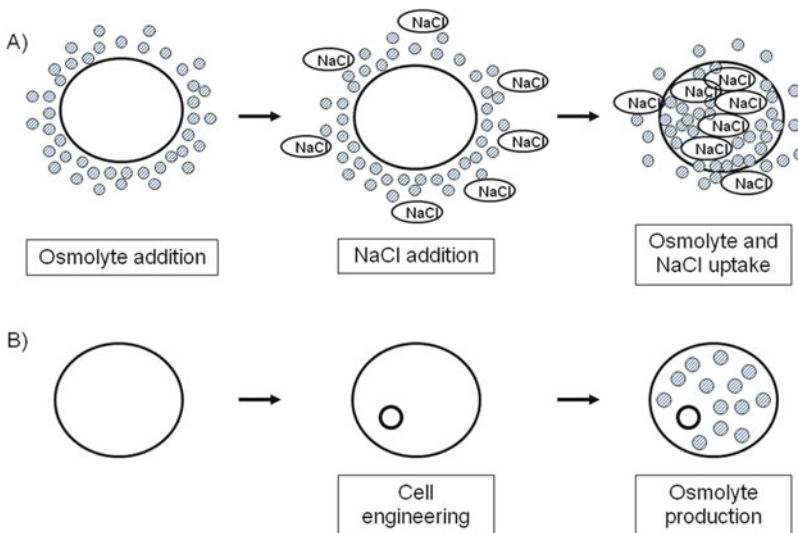 A)
Osmolyte addition
NaCl
NaCl
NaCl
NaCl
NaCl
NaCl
NaCl
NaCl addition
NaCl
NaCl
NaCl
NaCl
NaCl
NaCl
NaCl
Osmolyte and
NaCl uptake
B)
Cell
engineering
Osmolyte
production